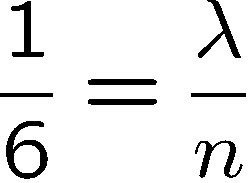 1/6 = λ/n